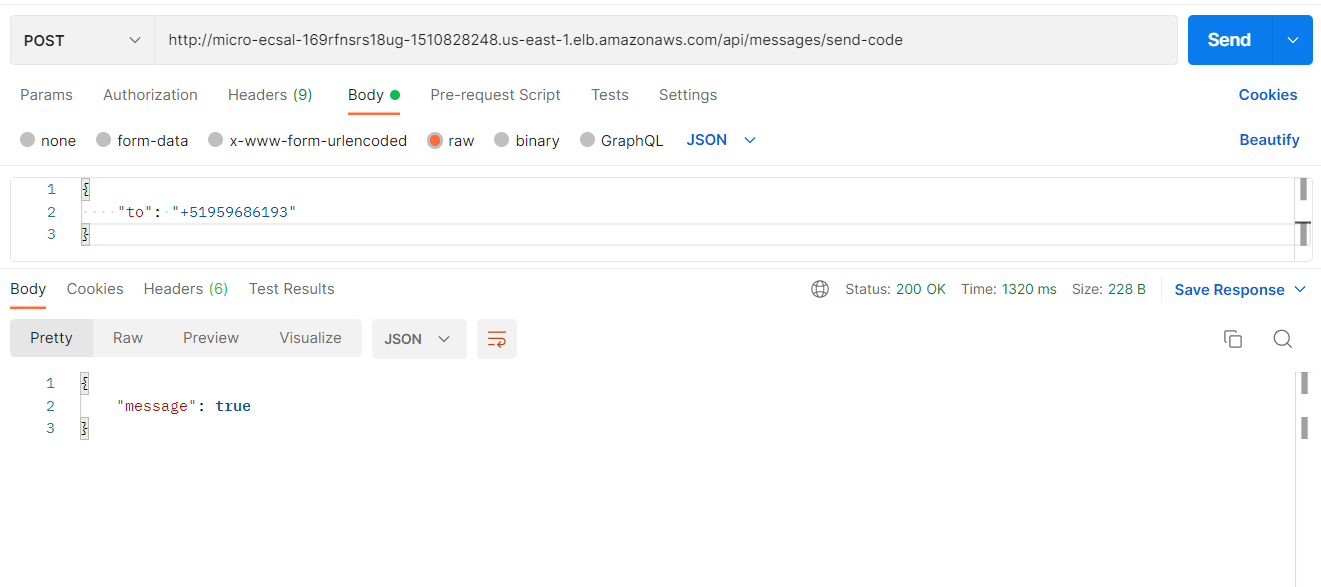 POST http://micro-ecsal-169rfnsrs18ug-1510828248.us-east-1.elb.amazonaws.com/api/messages/send-code Send
Params Authorization Headers (9) Body Pre-request Script Tests Settings Cookies
none form-data x-www-form-urlencoded raw binary GraphQL JSON Beautify
1 {
2 ····"to":·"+51959686193"
3 }
Body Cookies Headers (6) Test Results Status: 200 OK Time: 1320 ms Size: 228 B Save Response
Pretty Raw Preview Visualize JSON
1 {
2 "message": true
3 }